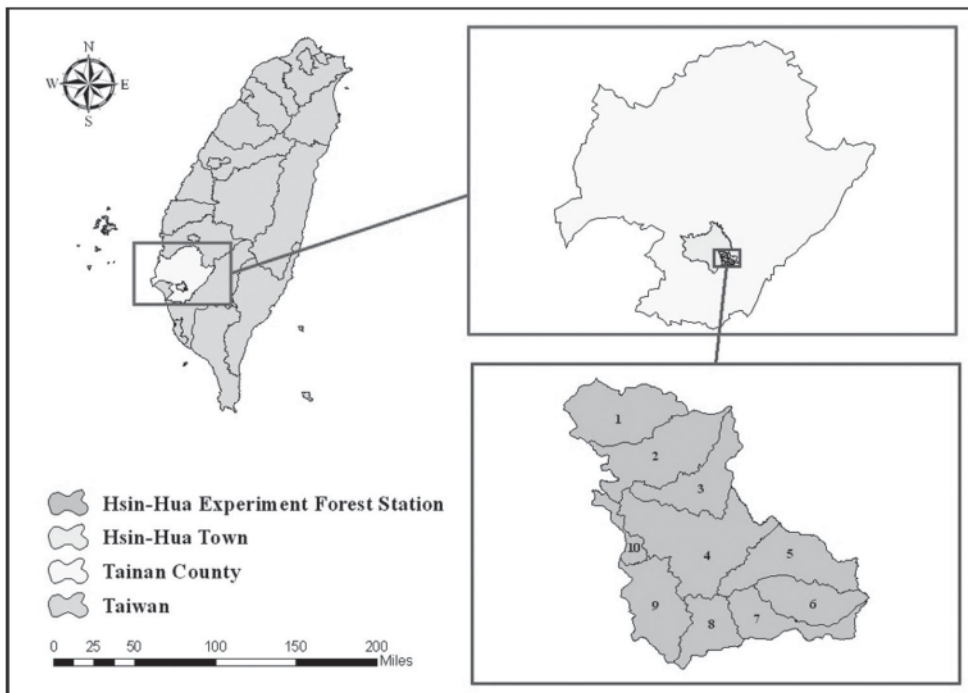 N
W E
S
Hsin-Hua Experiment Forest Station
Hsin-Hua Town
Tainan County
Taiwan
0 25 50 100 150 200
Miles
1
2
3
4
5
6
7
8
9
10